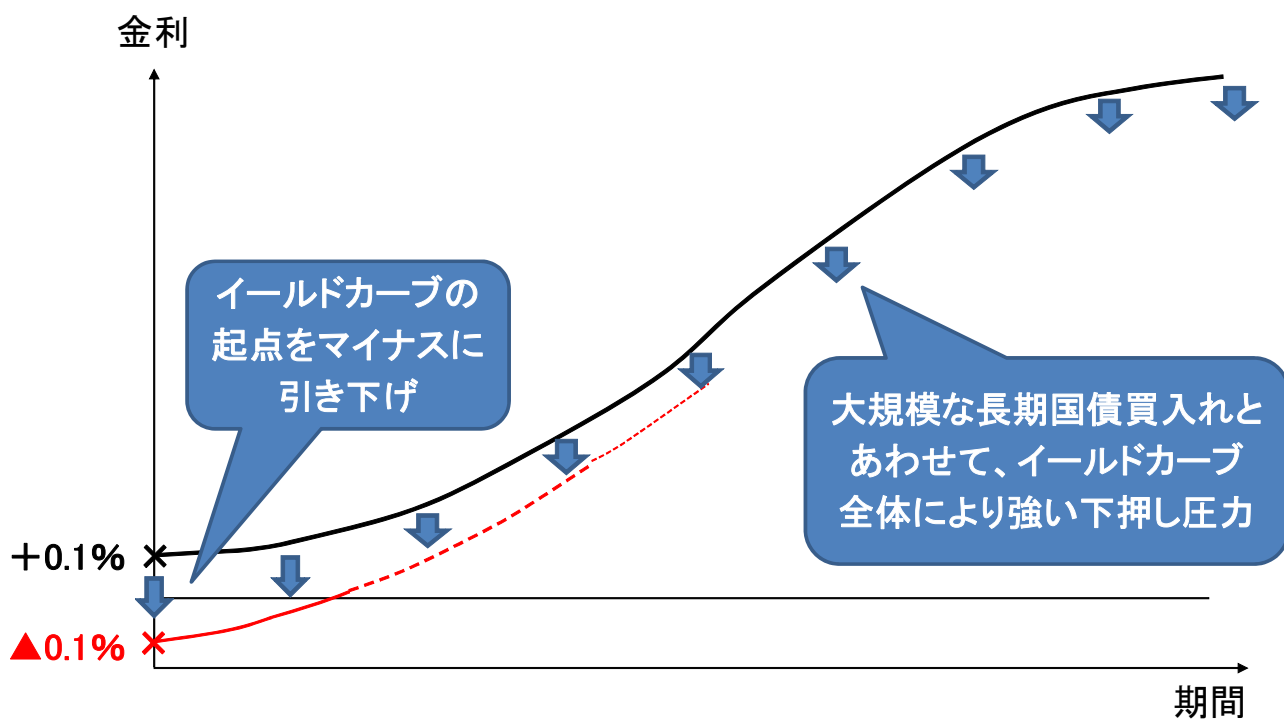 金利
イールドカーブの
起点をマイナスに
引き下げ
大規模な長期国債買入れと
あわせて、イールドカーブ
全体により強い下押し圧力
＋0.1%
▲0.1%
期間